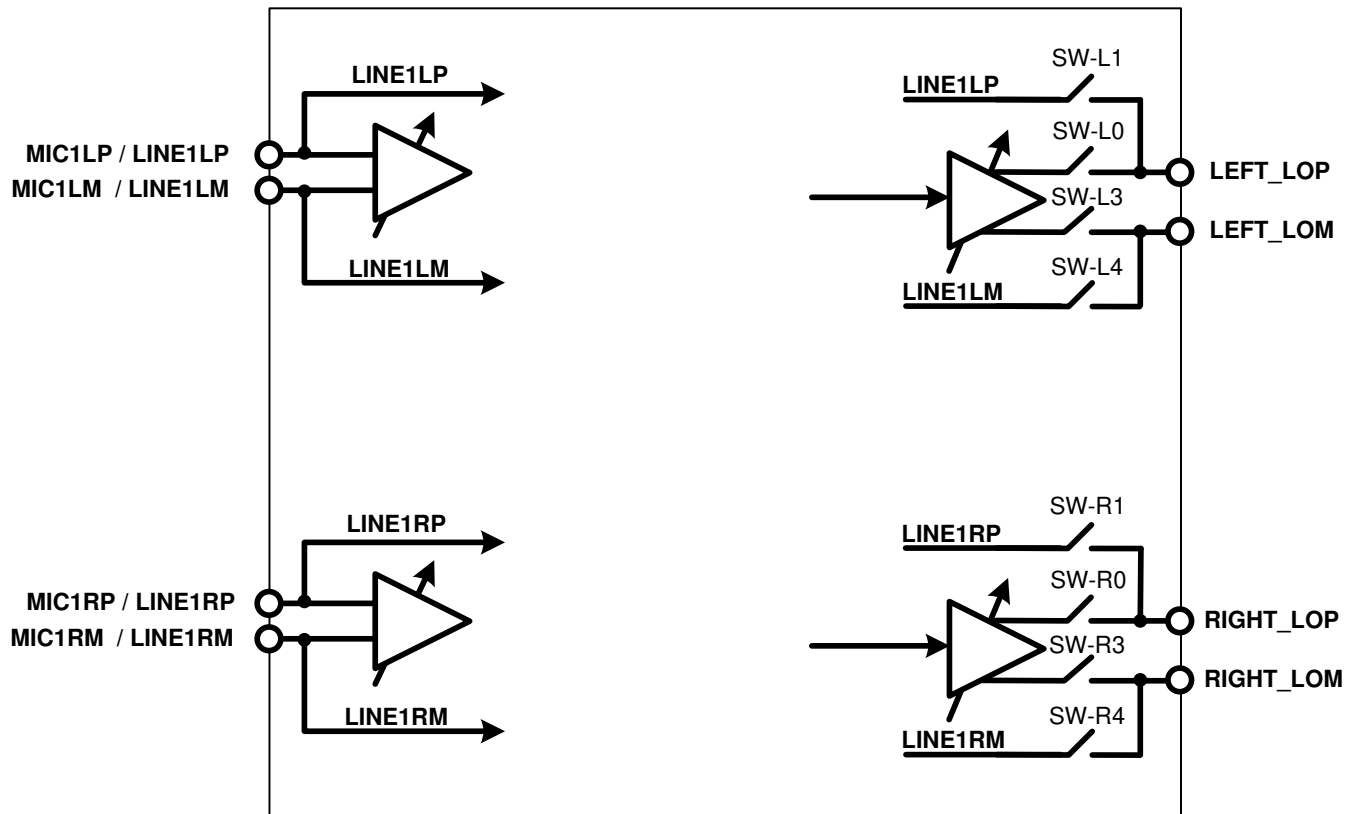 LINE1LP
MIC1LP / LINE1LP
MIC1LM / LINE1LM
LINE1LM
SW-L1
LINE1LP
SW-L0
LEFT_LOP
SW-L3
LEFT_LOM
SW-L4
LINE1LM
LINE1RP
MIC1RP / LINE1RP
MIC1RM / LINE1RM
LINE1RM
SW-R1
LINE1RP
SW-R0
RIGHT_LOP
SW-R3
RIGHT_LOM
SW-R4
LINE1RM